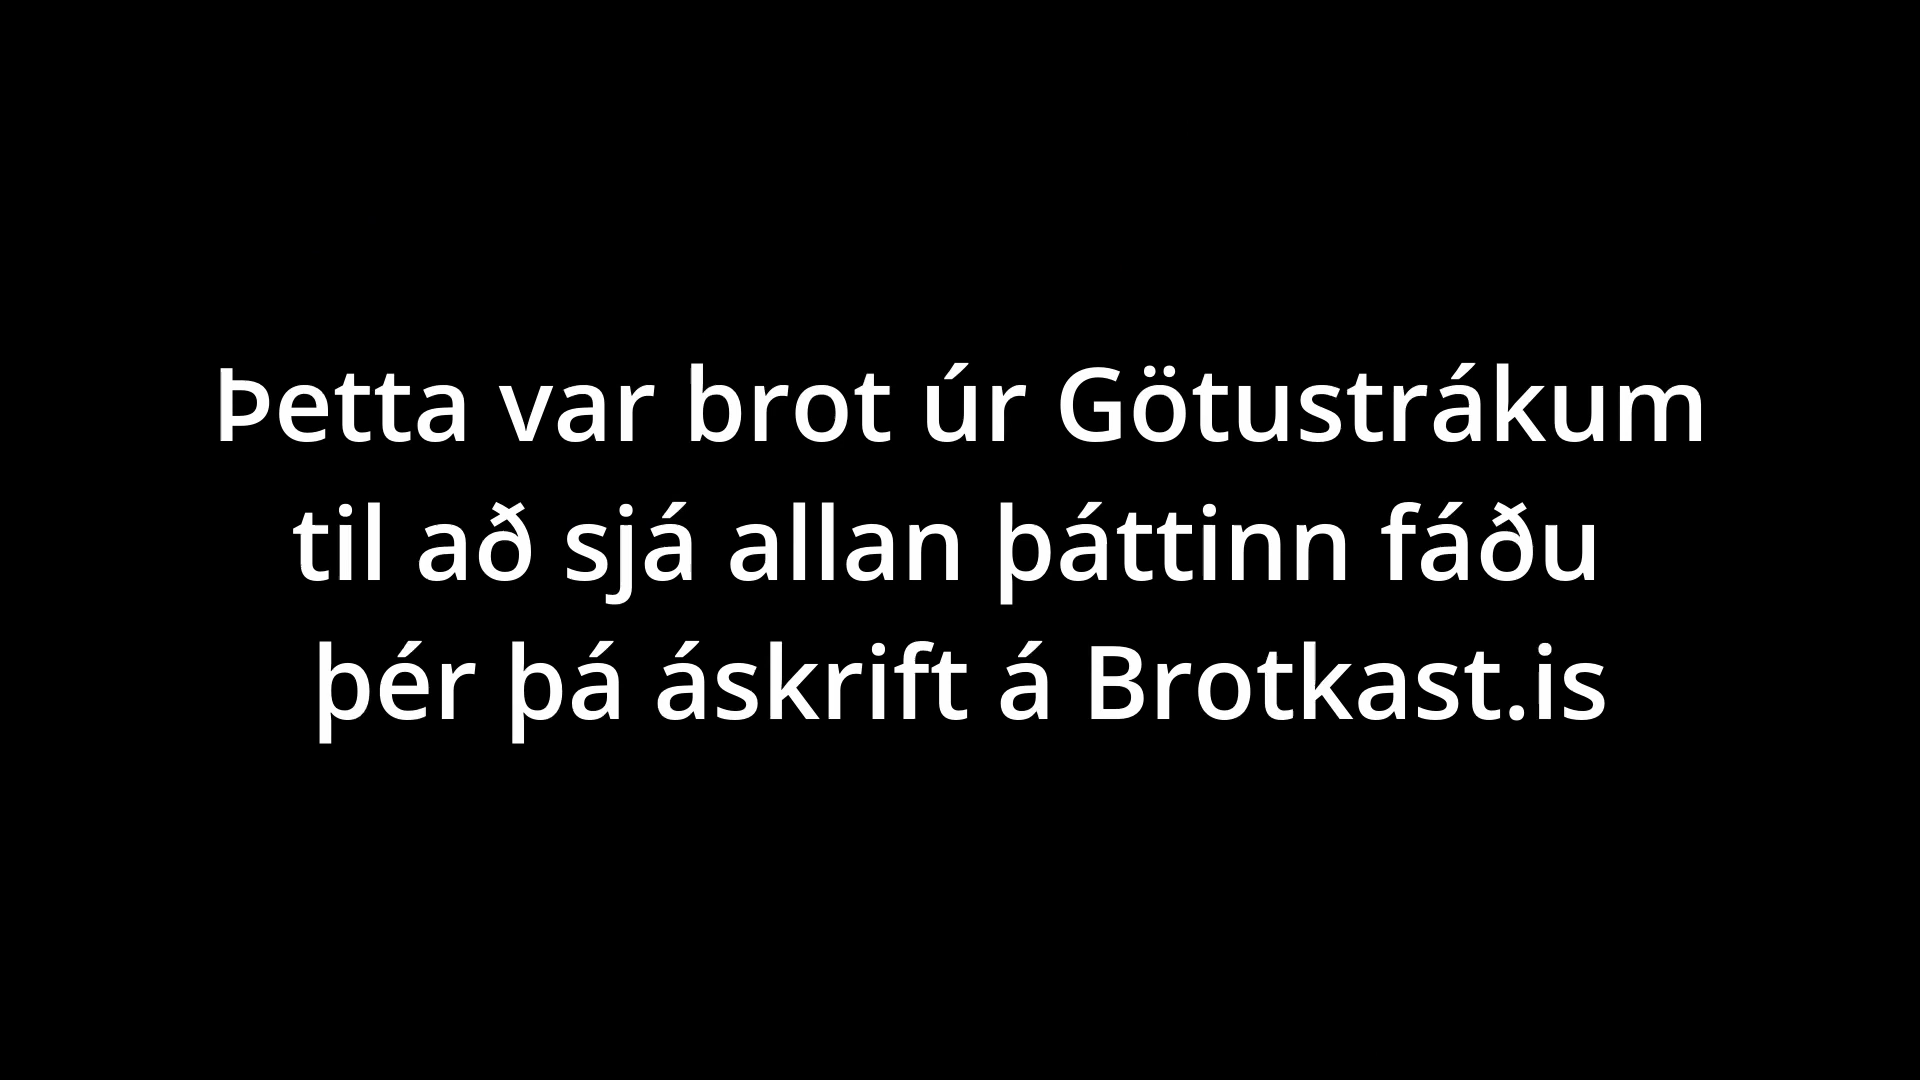 Þetta var brot úr Götustrákum
til að sjá allan þáttinn fáðu
þér þá áskrift á Brotkast.is